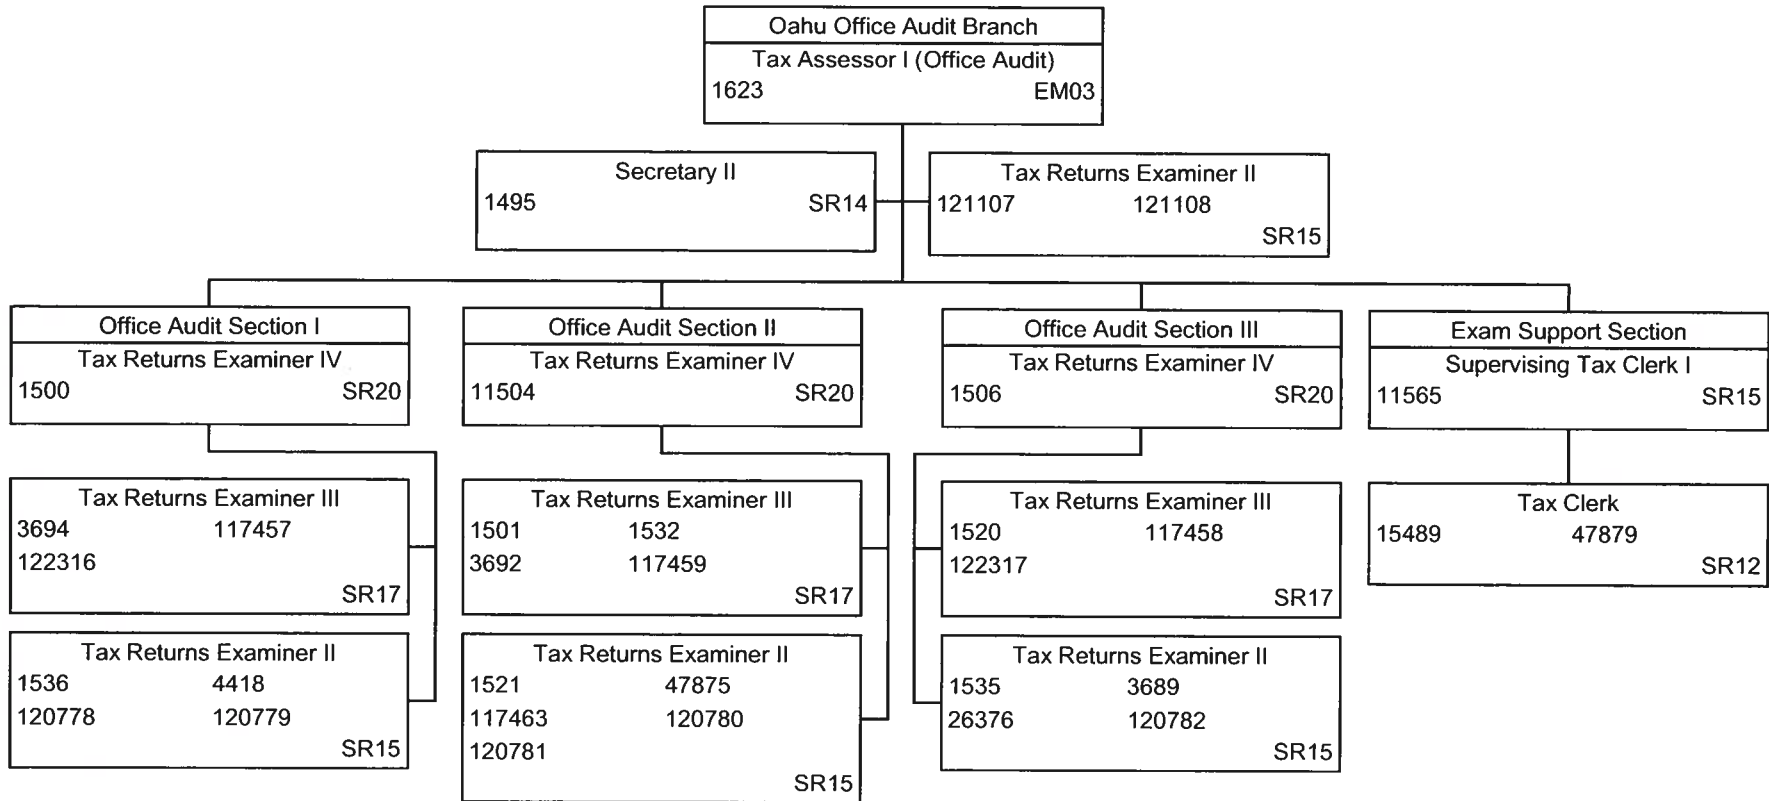 Oahu Office Audit Branch
Tax Assessor I (Office Audit)
1623 EM03
Secretary II
1495 SR14
Tax Returns Examiner II
121107 121108
SR15
Office Audit Section I
Tax Returns Examiner IV
1500 SR20
Office Audit Section II
Tax Returns Examiner IV
11504 SR20
Office Audit Section III
Tax Returns Examiner IV
1506 SR20
Exam Support Section
Supervising Tax Clerk I
11565 SR15
Tax Returns Examiner III
3694 117457
122316
SR17
Tax Returns Examiner III
1501 1532
3692 117459
SR17
Tax Returns Examiner III
1520 117458
122317
SR17
Tax Clerk
15489 47879
SR12
Tax Returns Examiner II
1536 4418
120778 120779
SR15
Tax Returns Examiner II
1521 47875
117463 120780
120781
SR15
Tax Returns Examiner II
1535 3689
26376 120782
SR15